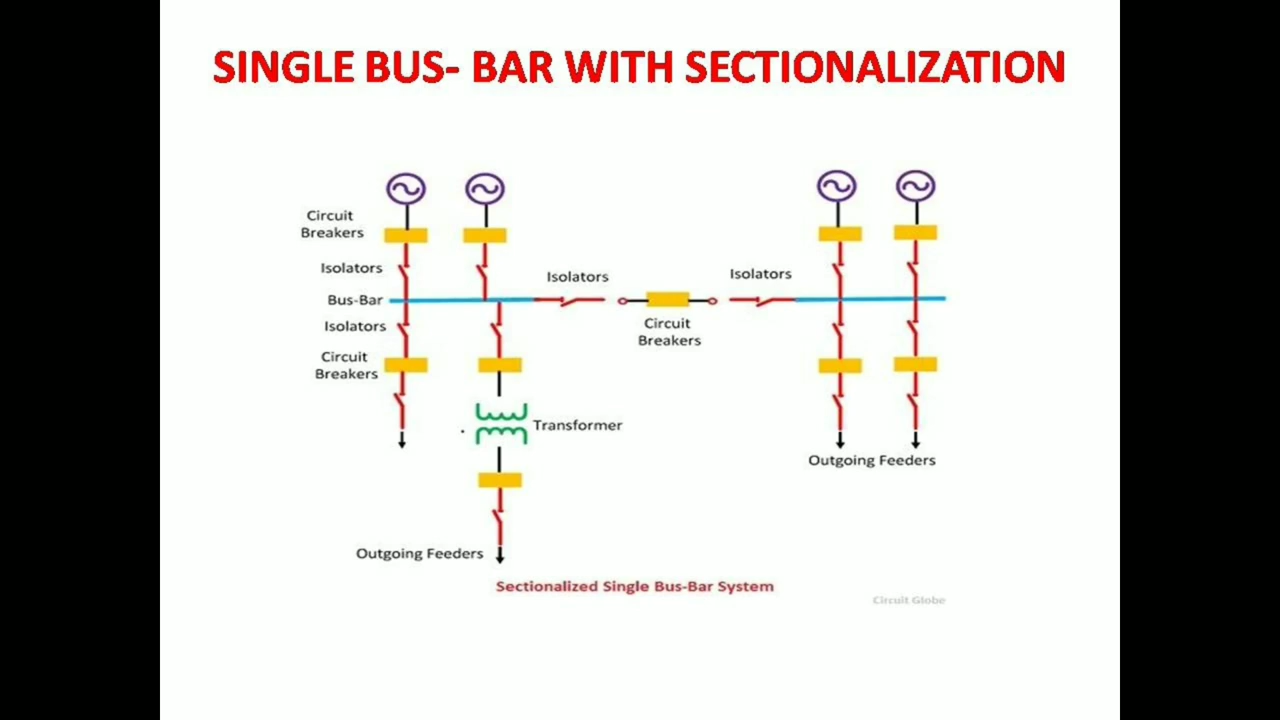 SINGLE BUS- BAR WITH SECTIONALIZATION
Circuit
Breakers
Isolators
Isolators
Isolators
Bus-Bar
Isolators
Circuit
Breakers
Circuit
Breakers
Transformer
Outgoing Feeders
Outgoing Feeders
Sectionalized Single Bus-Bar System
Circuit Globe